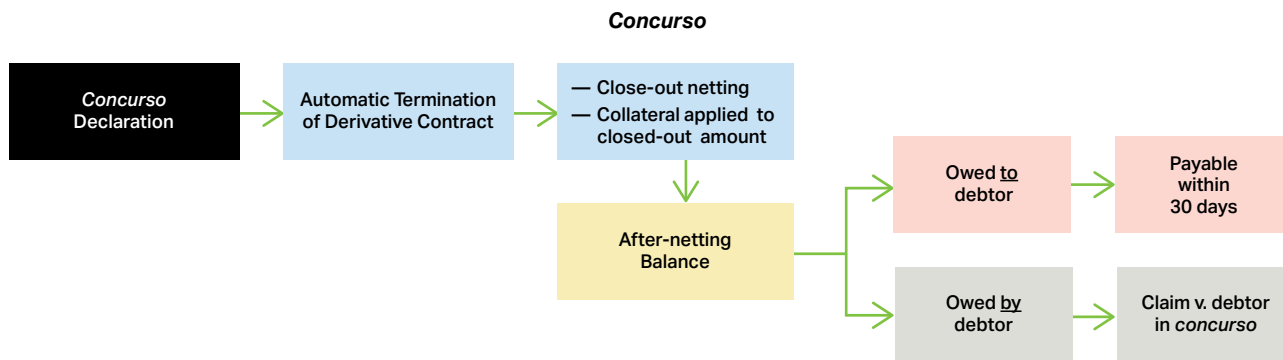 Concurso
Concurso
Declaration
Automatic Termination
of Derivative Contract
— Close-out netting
— Collateral applied to
closed-out amount
After-netting
Balance
Owed to
debtor
Payable
within
30 days
Owed by
debtor
Claim v. debtor
in concurso